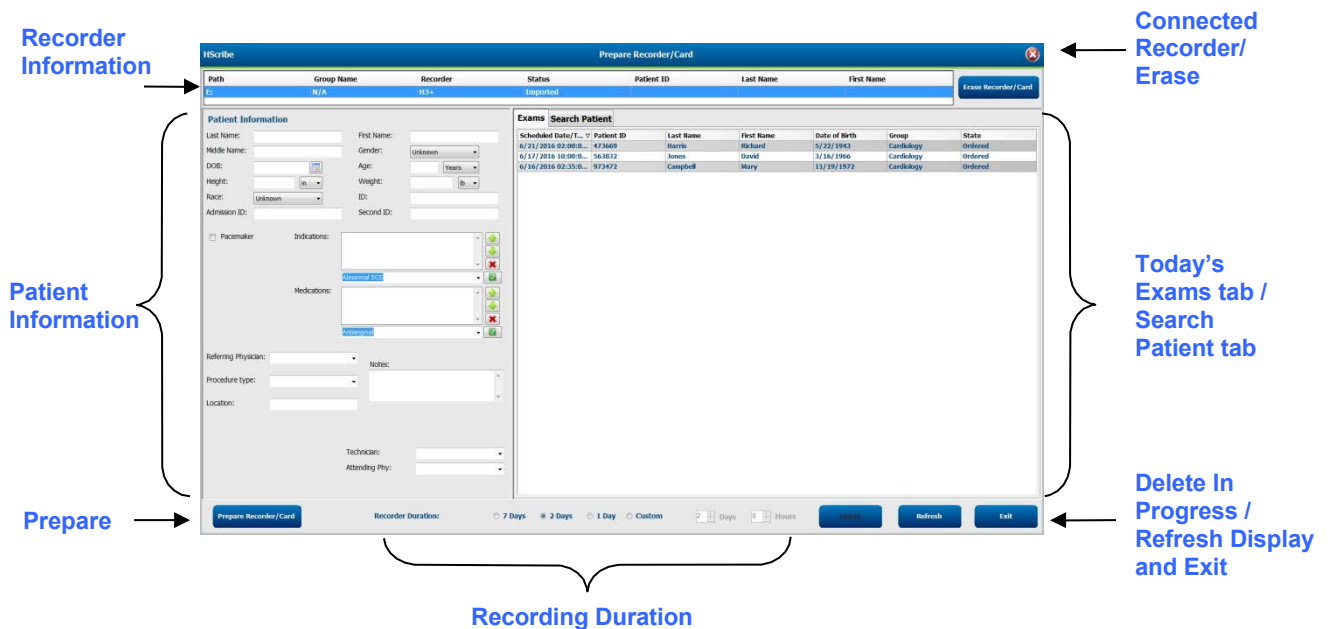 Connected
Recorder/
Erase
Recorder
Information
HScribe Prepare Recorder/Card
Path Group Name Recorder Status Patient ID Last Name First Name
E: N/A H3+ Imported
Erase Recorder/Card
Patient Information
Last Name: First Name:
Middle Name: Gender: Unknown
DOB: Age: Years
Height: in Weight: lb
Race: Unknown ID:
Admission ID: Second ID:
Pacemaker Indications:
Abnormal ECG
Medications:
Antianginal
Referring Physician: Notes:
Procedure type:
Location:
Technician:
Attending Phy:
Exams Search Patient
Scheduled Date/T... Patient ID Last Name First Name Date of Birth Group State
6/21/2016 02:00:0... 473669 Harris Richard 5/22/1943 Cardiology Ordered
6/17/2016 10:00:0... 563832 Jones David 3/16/1966 Cardiology Ordered
6/16/2016 02:35:0... 973472 Campbell Mary 11/19/1972 Cardiology Ordered
Patient
Information
Today's
Exams tab /
Search
Patient tab
Prepare
Prepare Recorder/Card Recorder Duration: 7 Days 2 Days 1 Day Custom 2 Days 0 Hours Delete Refresh Exit
Delete In
Progress /
Refresh Display
and Exit
Recording Duration